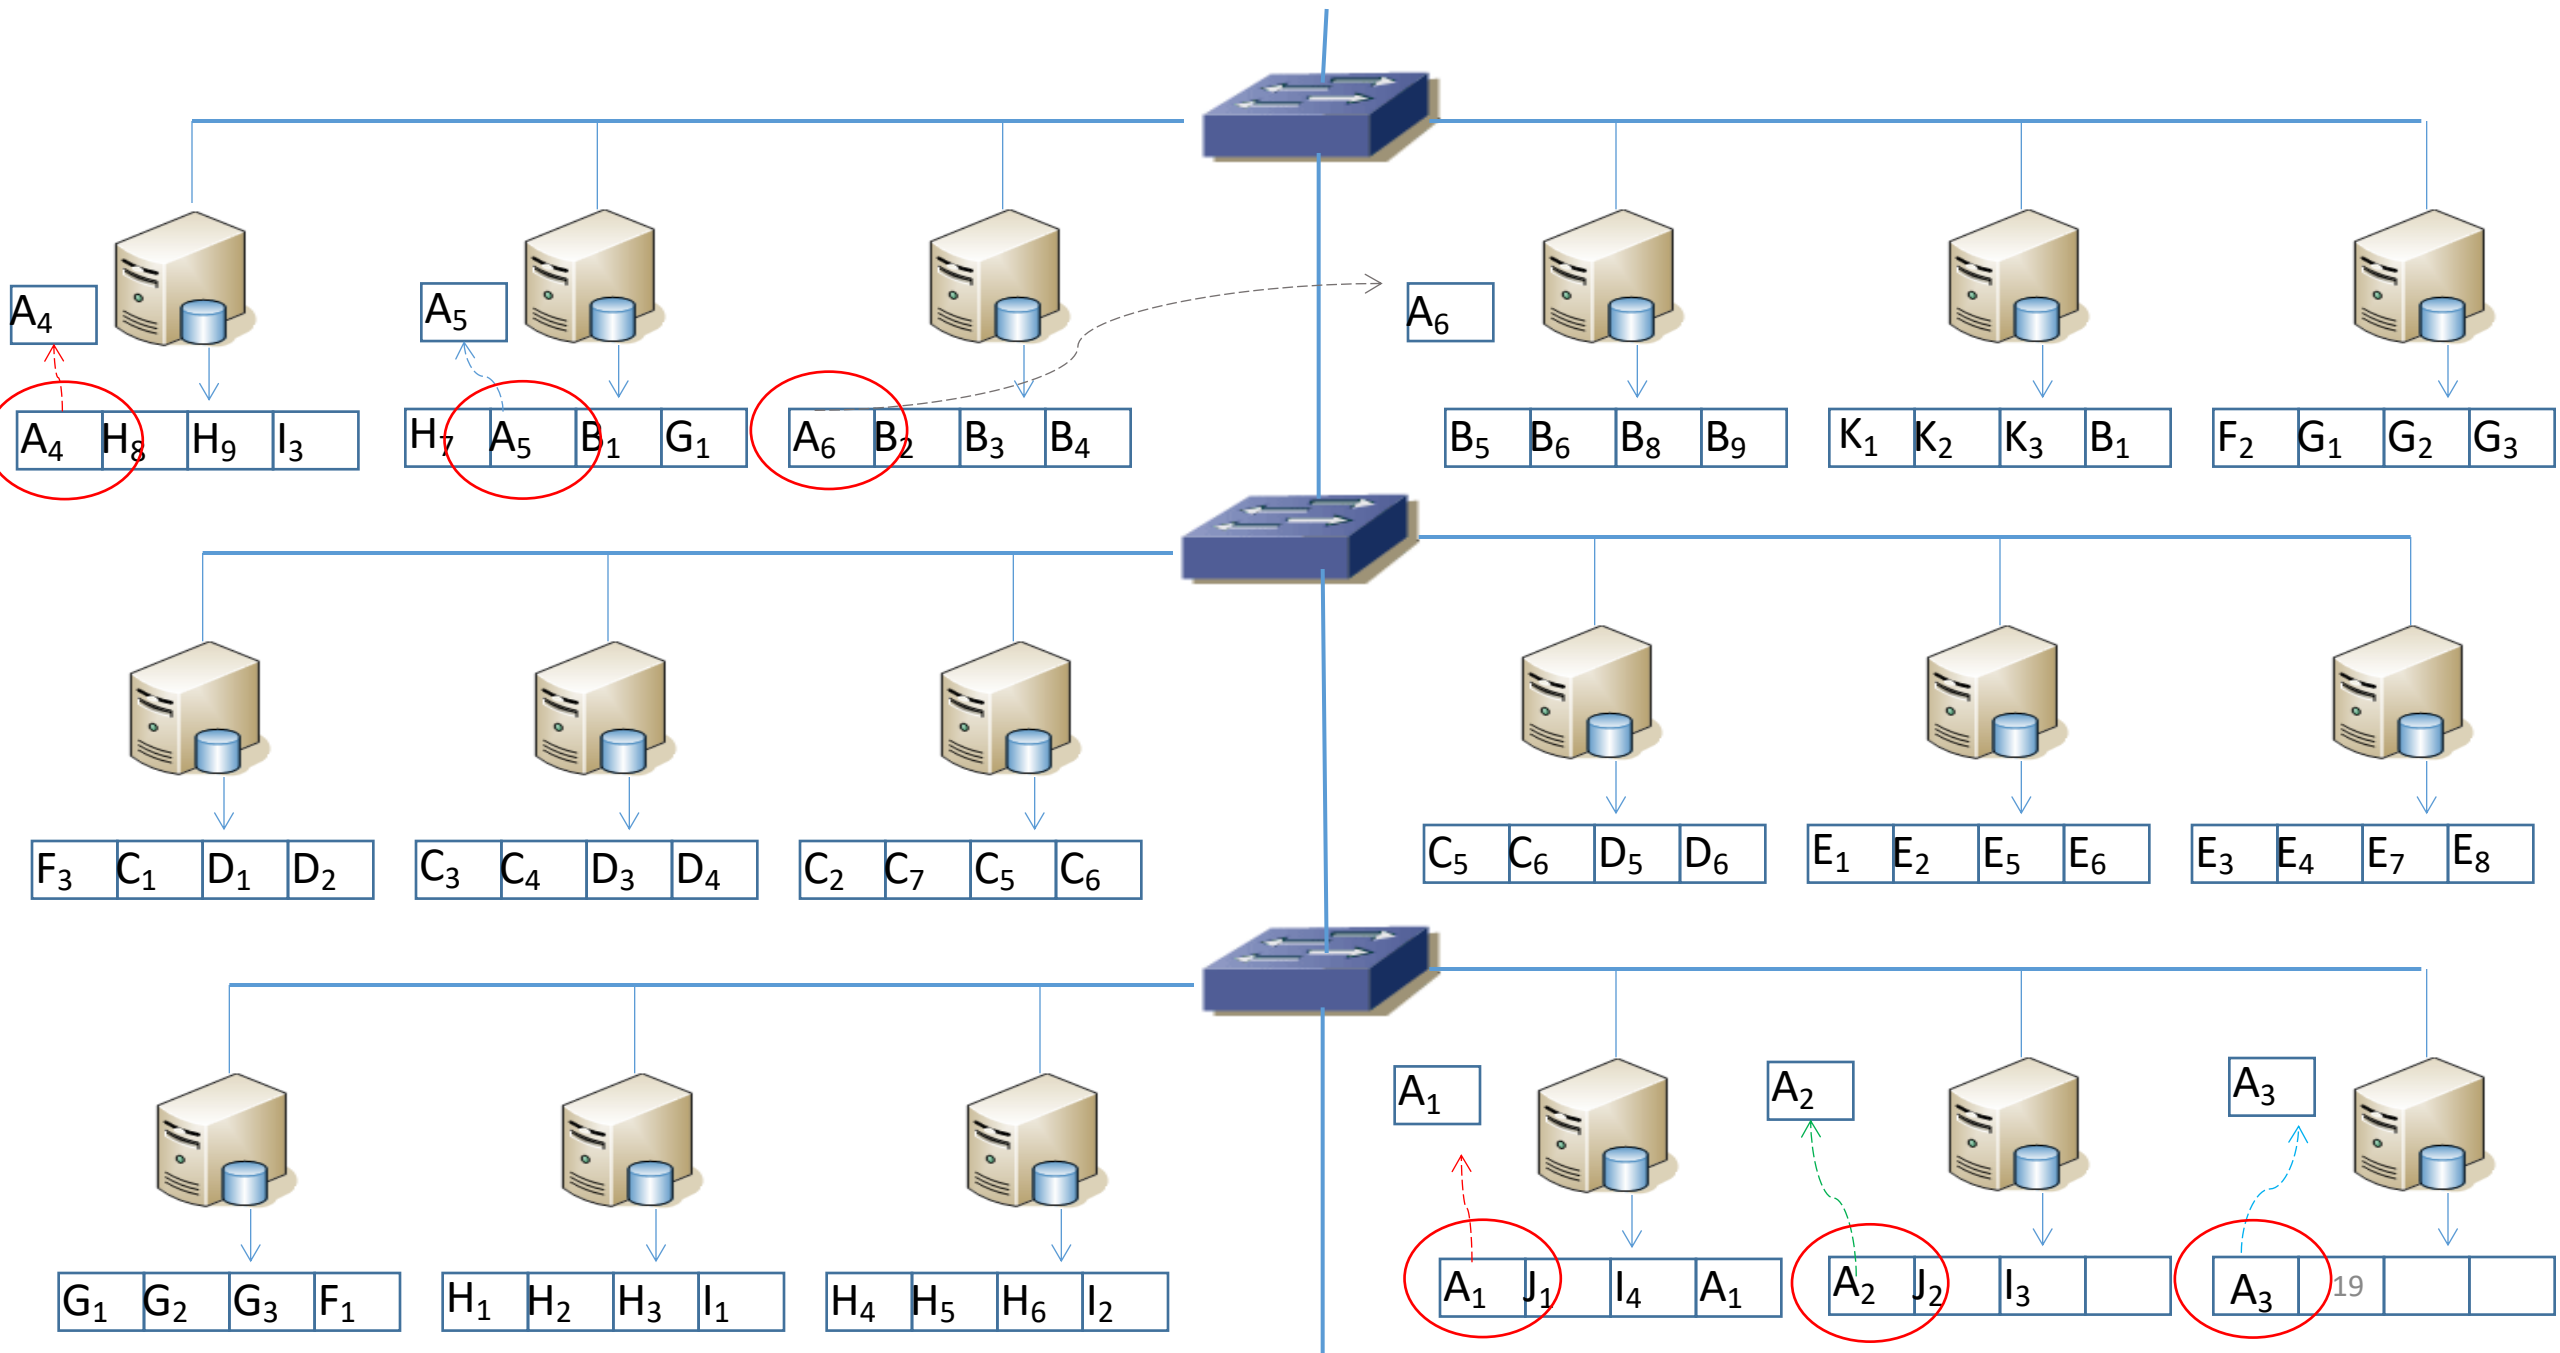 A4
A5
A6
A4 H8 H9 I3
H7 A5 B1 G1
A6 B2 B3 B4
B5 B6 B8 B9
K1 K2 K3 B1
F2 G1 G2 G3
F3 C1 D1 D2
C3 C4 D3 D4
C2 C7 C5 C6
C5 C6 D5 D6
E1 E2 E5 E6
E3 E4 E7 E8
A1
A2
A3
G1 G2 G3 F1
H1 H2 H3 I1
H4 H5 H6 I2
A1 J1 I4 A1
A2 J2 I3
A3 19